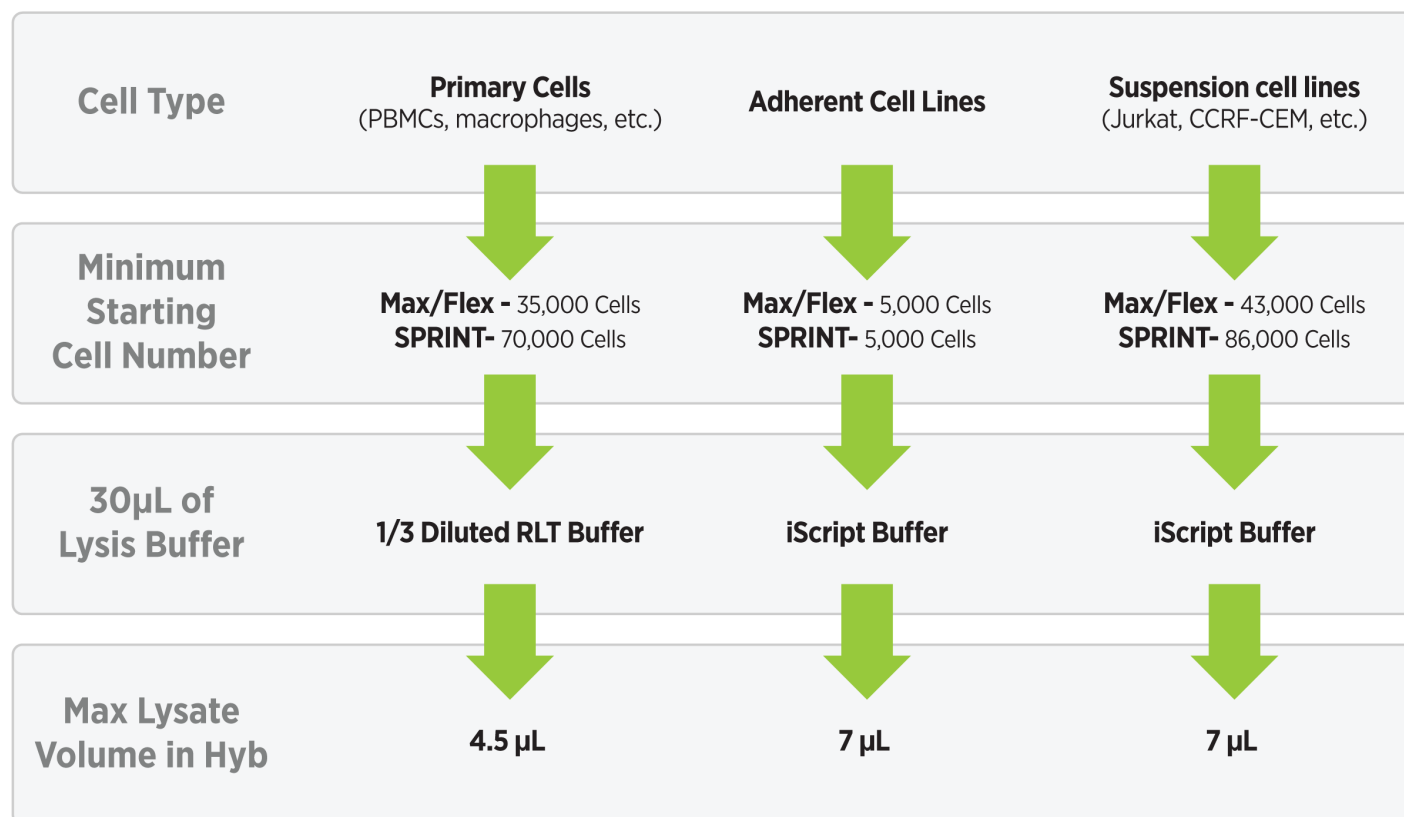 Cell Type
Primary Cells
(PBMCs, macrophages, etc.)
Adherent Cell Lines
Suspension cell lines
(Jurkat, CCRF-CEM, etc.)
Minimum
Starting
Cell Number
Max/Flex - 35,000 Cells
SPRINT- 70,000 Cells
Max/Flex - 5,000 Cells
SPRINT- 5,000 Cells
Max/Flex - 43,000 Cells
SPRINT- 86,000 Cells
30µL of
Lysis Buffer
1/3 Diluted RLT Buffer
iScript Buffer
iScript Buffer
Max Lysate
Volume in Hyb
4.5 µL
7 µL
7 µL